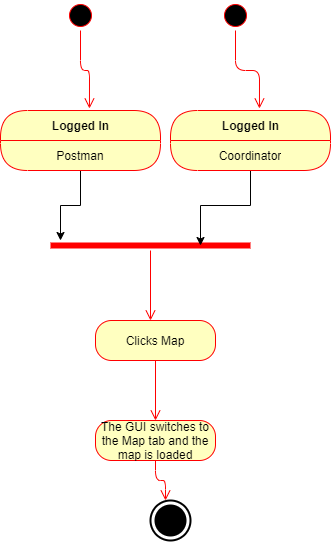 Logged In
Postman
Logged In
Coordinator
Clicks Map
The GUI switches to
the Map tab and the
map is loaded